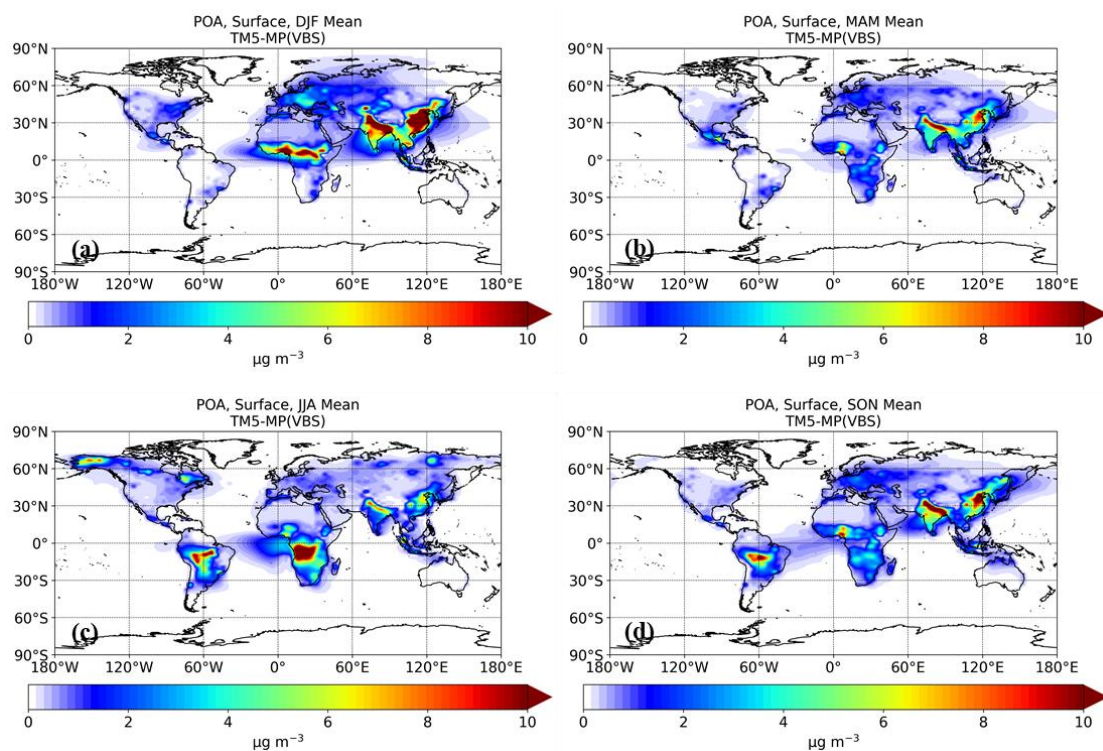 POA, Surface, DJF Mean
TM5-MP(VBS)
90°N
60°N
30°N
0°
30°S
60°S
90°S
(a)
180°W 120°W 60°W 0° 60°E 120°E 180°E
0 2 4 6 8 10
µg m⁻³
POA, Surface, MAM Mean
TM5-MP(VBS)
90°N
60°N
30°N
0°
30°S
60°S
90°S
(b)
180°W 120°W 60°W 0° 60°E 120°E 180°E
0 2 4 6 8 10
µg m⁻³
POA, Surface, JJA Mean
TM5-MP(VBS)
90°N
60°N
30°N
0°
30°S
60°S
90°S
(c)
120°W 60°W 0° 60°E 120°E
0 2 4 6 8 10
µg m⁻³
POA, Surface, SON Mean
TM5-MP(VBS)
90°N
60°N
30°N
0°
30°S
60°S
90°S
(d)
180°W 120°W 60°W 0° 60°E 120°E 180°E
0 2 4 6 8 10
µg m⁻³